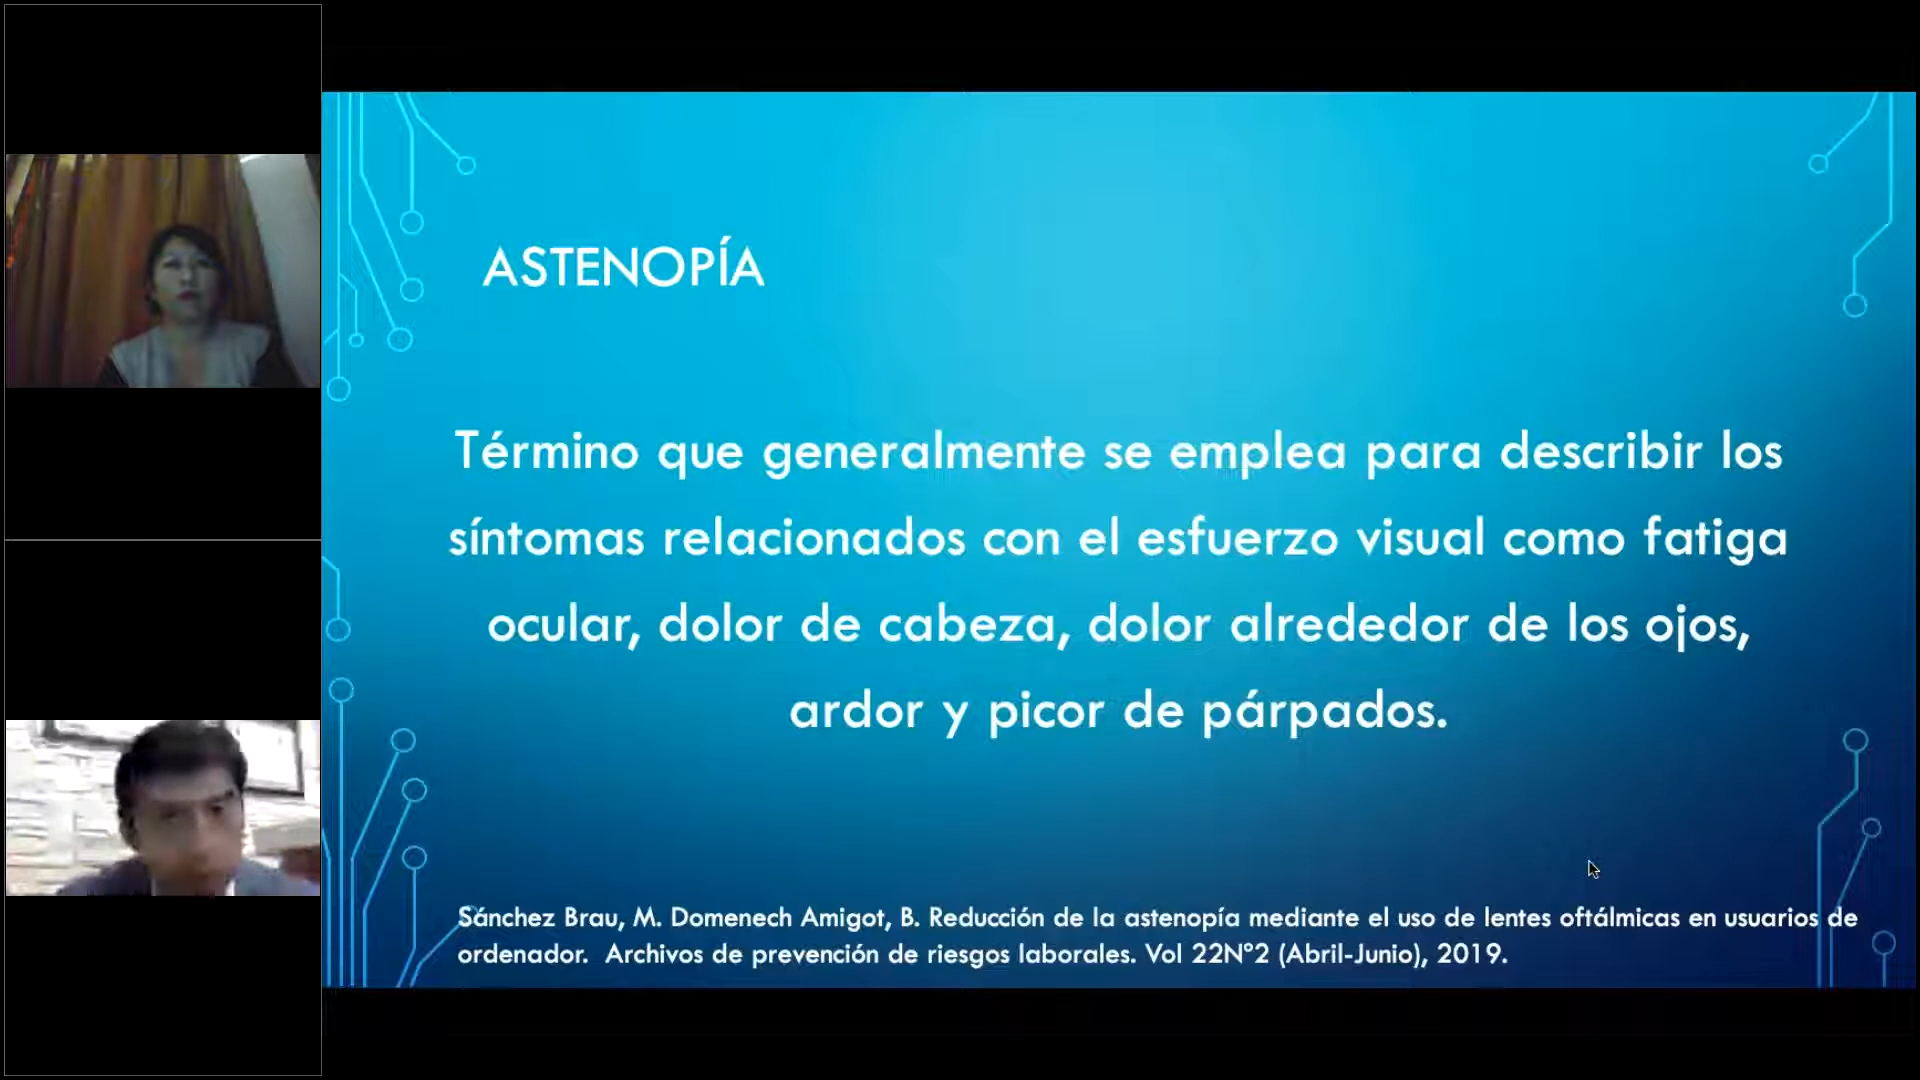 ASTENOPÍA
Término que generalmente se emplea para describir los
síntomas relacionados con el esfuerzo visual como fatiga
ocular, dolor de cabeza, dolor alrededor de los ojos,
ardor y picor de párpados.
Sánchez Brau, M. Domenech Amigot, B. Reducción de la astenopía mediante el uso de lentes oftálmicas en usuarios de
ordenador. Archivos de prevención de riesgos laborales. Vol 22N°2 (Abril-Junio), 2019.